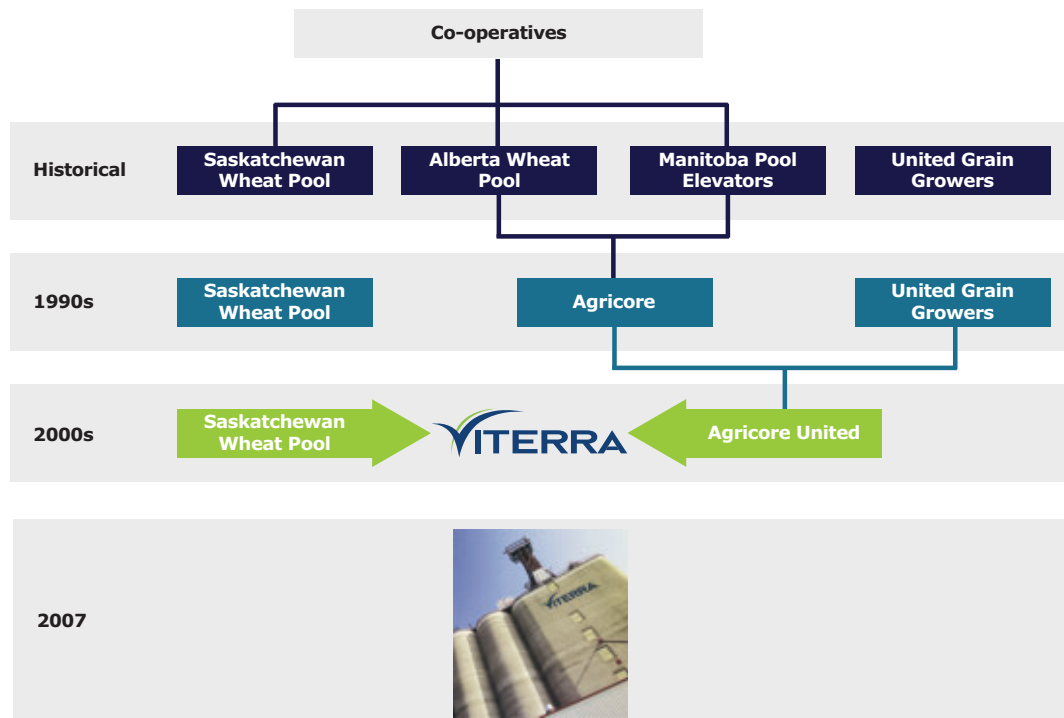 Co-operatives
Historical
Saskatchewan
Wheat Pool
Alberta Wheat
Pool
Manitoba Pool
Elevators
United Grain
Growers
1990s
Saskatchewan
Wheat Pool
Agricore
United Grain
Growers
2000s
Saskatchewan
Wheat Pool
VITERRA
Agricore United
2007
VITERRA